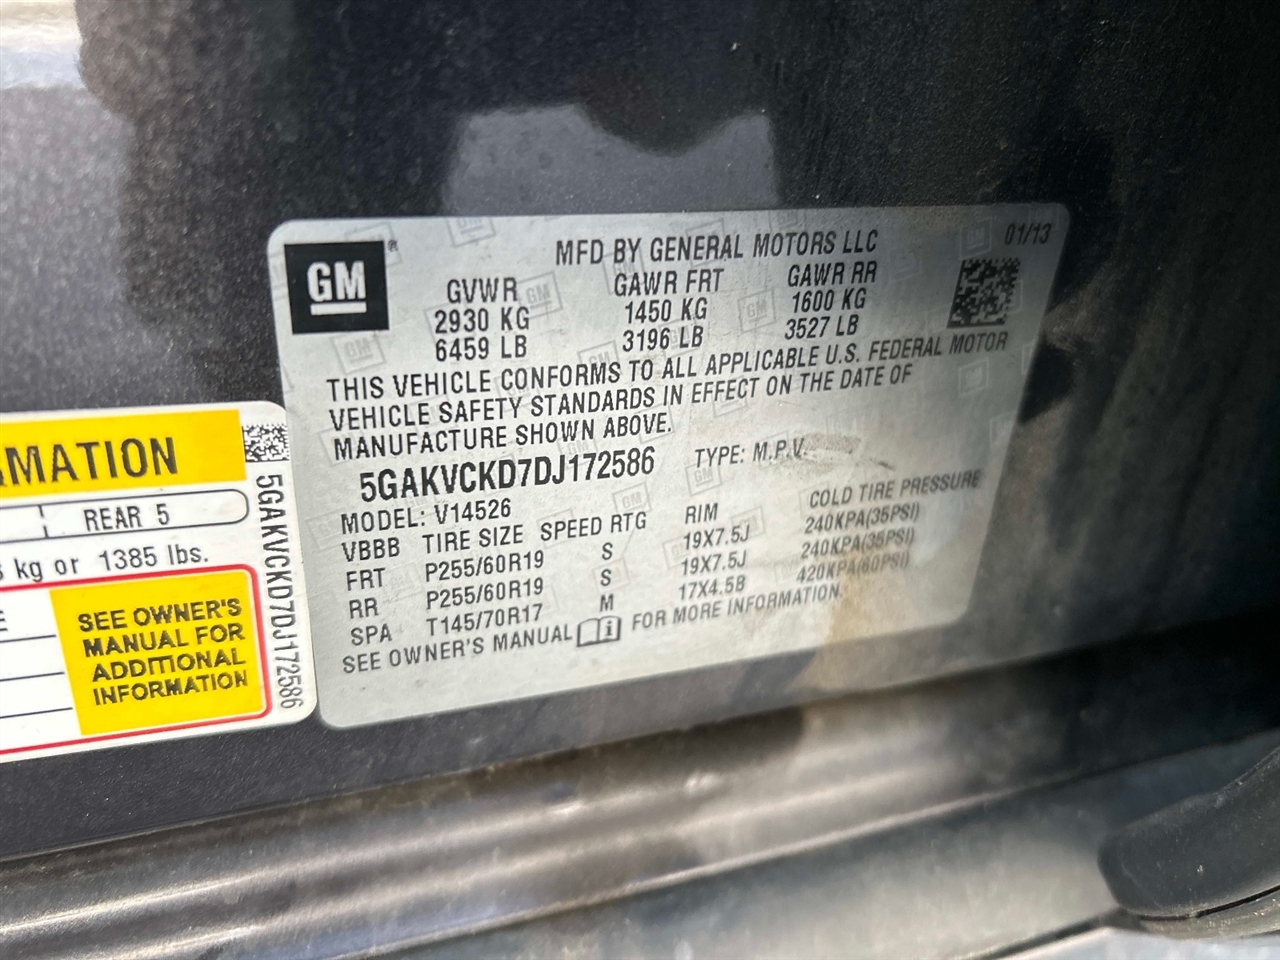 GM
®
MFD BY GENERAL MOTORS LLC
01/13
GVWR GAWR FRT GAWR RR
2930 KG 1450 KG 1600 KG
6459 LB 3196 LB 3527 LB
THIS VEHICLE CONFORMS TO ALL APPLICABLE U.S. FEDERAL MOTOR
VEHICLE SAFETY STANDARDS IN EFFECT ON THE DATE OF
MANUFACTURE SHOWN ABOVE.
5GAKVCKD7DJ172586 TYPE: M.P.V.
MODEL: V14526
VBBB TIRE SIZE SPEED RTG RIM COLD TIRE PRESSURE
FRT P255/60R19 S 19X7.5J 240KPA(35PSI)
RR P255/60R19 S 19X7.5J 240KPA(35PSI)
SPA T145/70R17 M 17X4.5B 420KPA(60PSI)
SEE OWNER'S MANUAL FOR MORE INFORMATION.
MATION
REAR 5
kg or 1385 lbs.
E
SEE OWNER'S
MANUAL FOR
ADDITIONAL
INFORMATION
5GAKVCKD7DJ172586